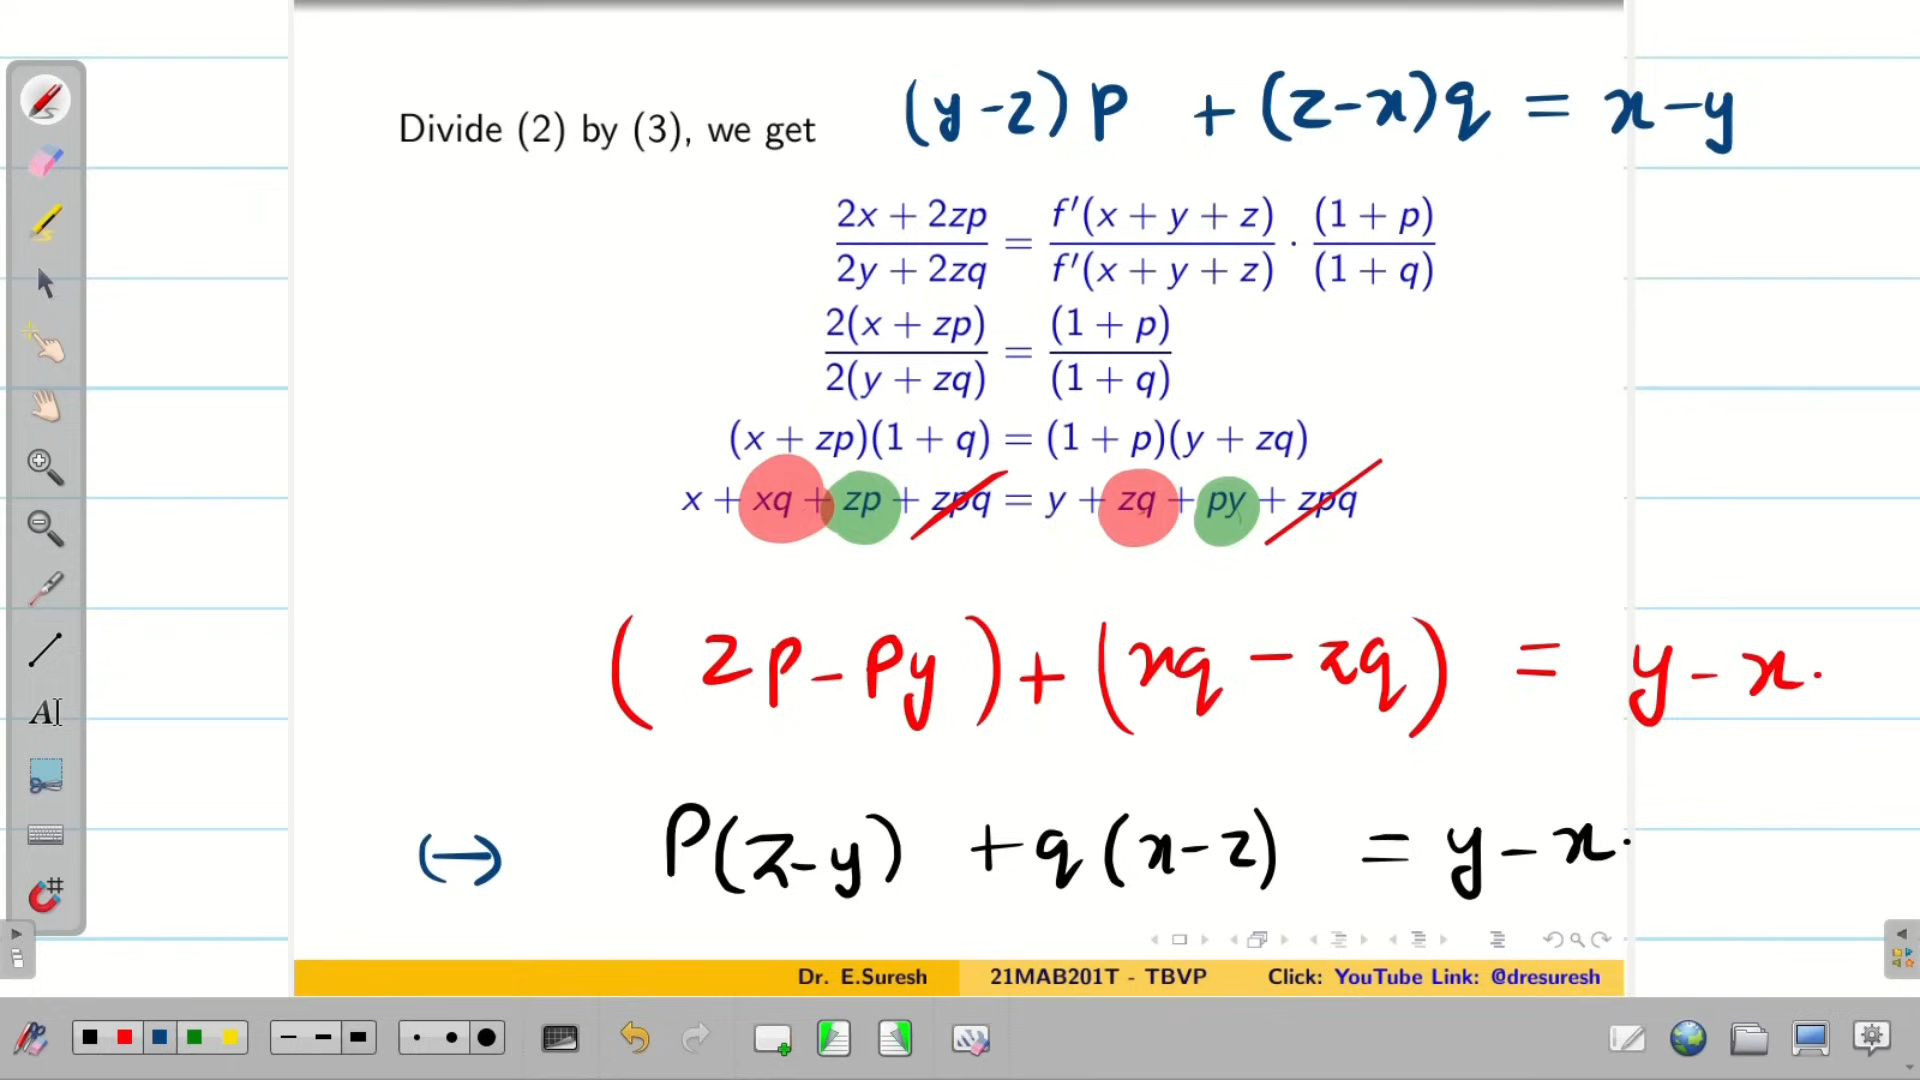 (y-z)p + (z-x)q = x-y
Divide (2) by (3), we get
(2x + 2zp)/(2y + 2zq) = f′(x + y + z)/f′(x + y + z) · (1 + p)/(1 + q)
2(x + zp)/2(y + zq) = (1 + p)/(1 + q)
(x + zp)(1 + q) = (1 + p)(y + zq)
x + xq + zp + zpq = y + zq + py + zpq
(zp - py) + (xq - zq) = y - x.
(-) P(z-y) + q(x-z) = y - x.
Dr. E.Suresh 21MAB201T - TBVP Click: YouTube Link: @dresuresh